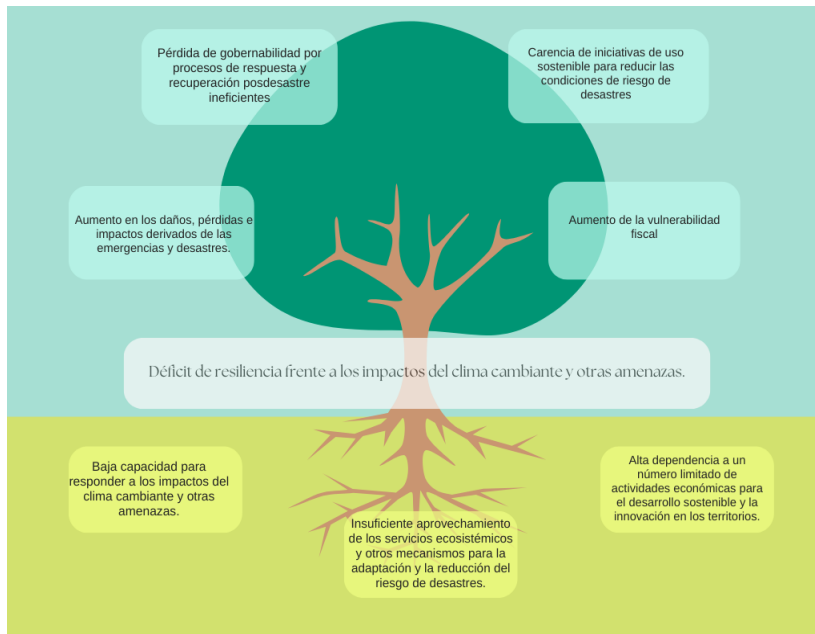 Pérdida de gobernabilidad por
procesos de respuesta y
recuperación posdesastre
ineficientes
Carencia de iniciativas de uso
sostenible para reducir las
condiciones de riesgo de
desastres
Aumento en los daños, pérdidas e
impactos derivados de las
emergencias y desastres.
Aumento de la vulnerabilidad
fiscal
Déficit de resiliencia frente a los impactos del clima cambiante y otras amenazas.
Baja capacidad para
responder a los impactos del
clima cambiante y otras
amenazas.
Insuficiente aprovechamiento
de los servicios ecosistémicos
y otros mecanismos para la
adaptación y la reducción del
riesgo de desastres.
Alta dependencia a un
número limitado de
actividades económicas para
el desarrollo sostenible y la
innovación en los territorios.